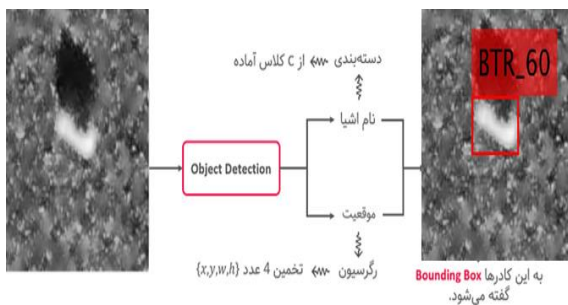 دسته‌بندی ⇜ از C کلاس آماده
نام اشیا
Object Detection
موقعیت
رگرسیون ⇜ تخمین 4 عدد {x,y,w,h}
BTR_60
به این کادرها Bounding Box
گفته می‌شود.